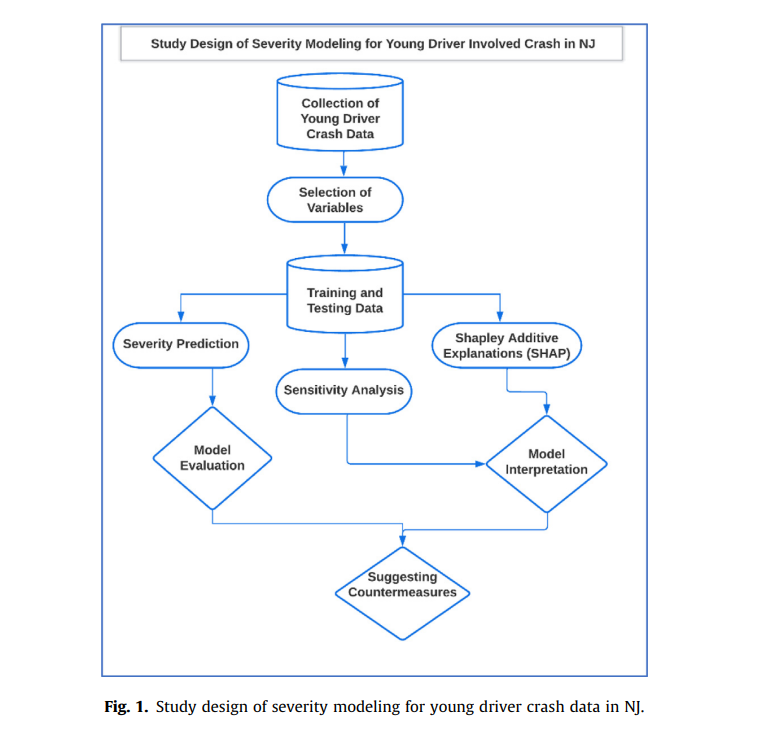 Study Design of Severity Modeling for Young Driver Involved Crash in NJ
Collection of
Young Driver
Crash Data
Selection of
Variables
Training and
Testing Data
Severity Prediction
Shapley Additive
Explanations (SHAP)
Sensitivity Analysis
Model
Evaluation
Model
Interpretation
Suggesting
Countermeasures
Fig. 1. Study design of severity modeling for young driver crash data in NJ.